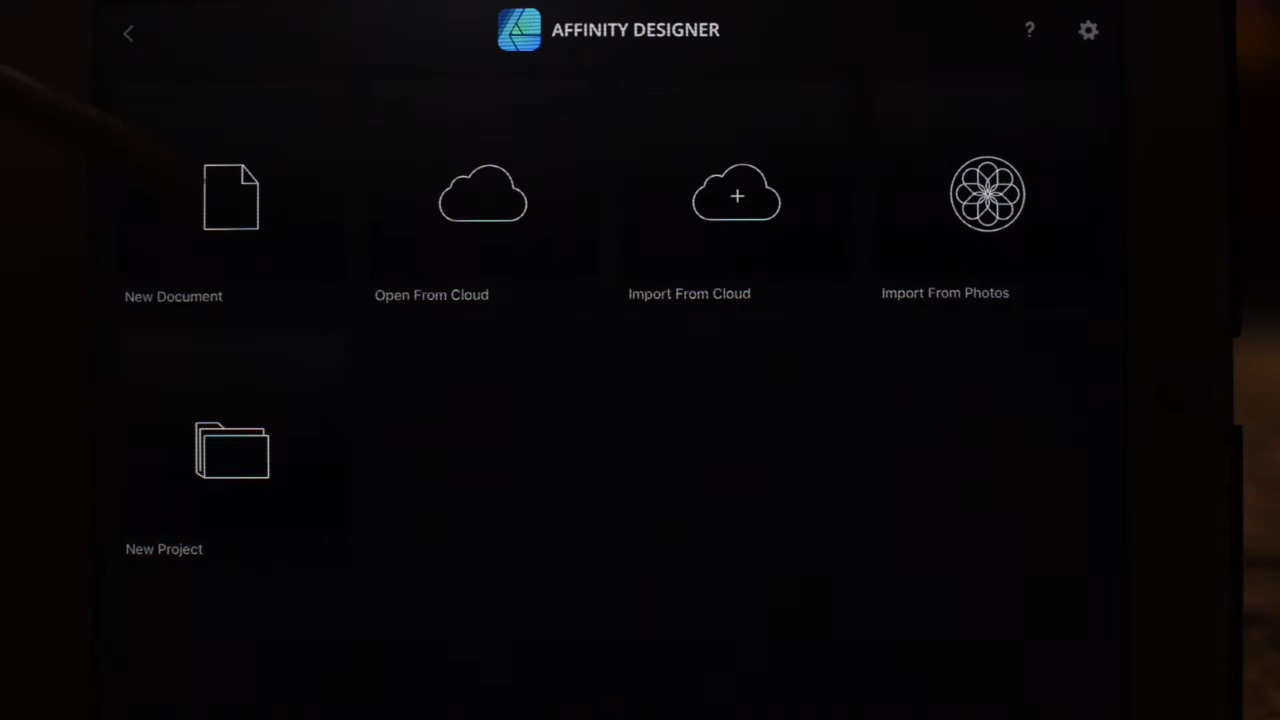 AFFINITY DESIGNER
?
New Document
Open From Cloud
Import From Cloud
Import From Photos
New Project